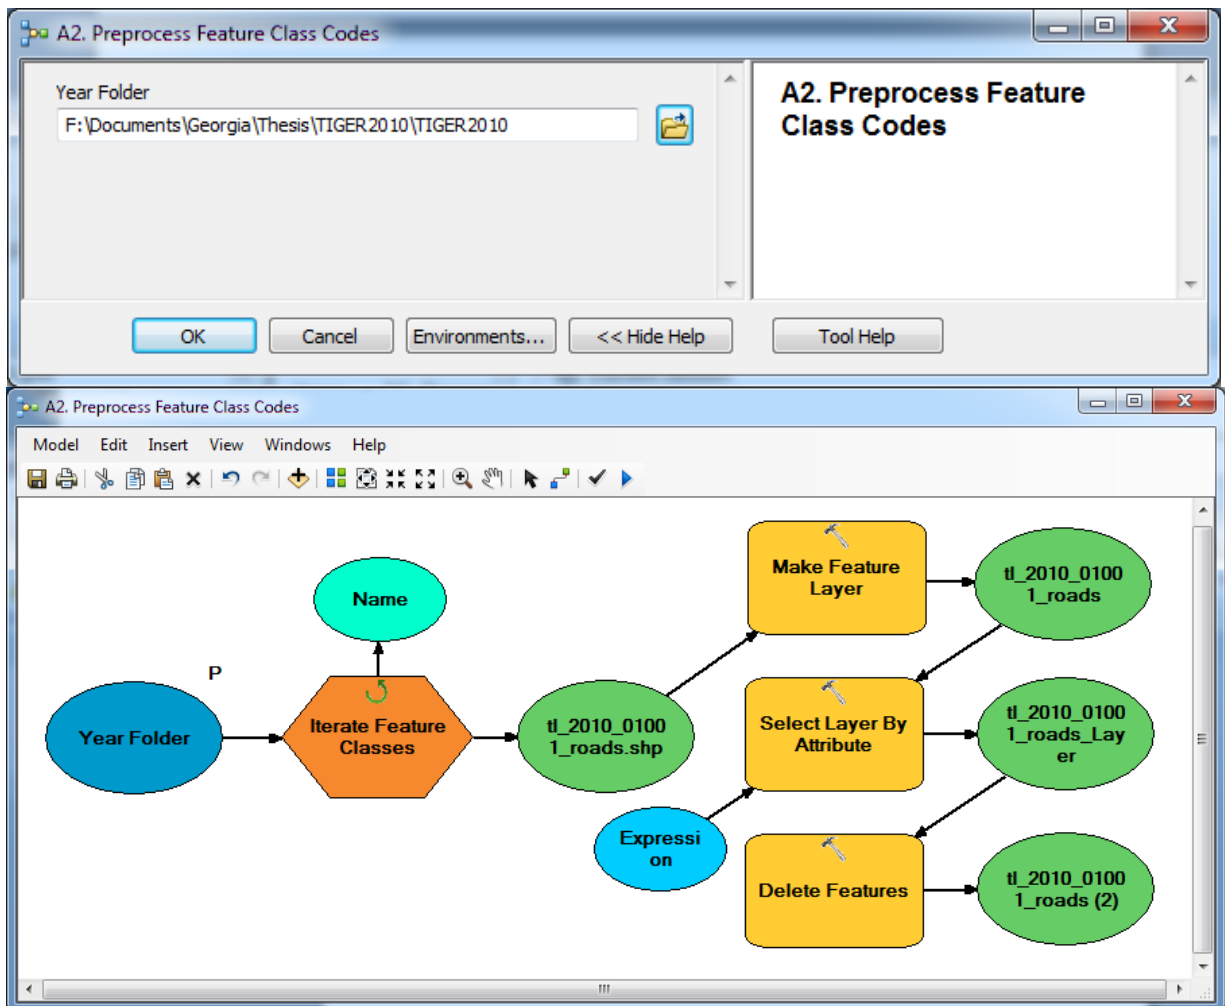 A2. Preprocess Feature Class Codes
Year Folder
F:\Documents\Georgia\Thesis\TIGER2010\TIGER2010
A2. Preprocess Feature
Class Codes
OK
Cancel
Environments...
<< Hide Help
Tool Help
A2. Preprocess Feature Class Codes
Model Edit Insert View Windows Help
Make Feature
Layer
tl_2010_0100
1_roads
Name
P
Year Folder
Iterate Feature
Classes
tl_2010_0100
1_roads.shp
Select Layer By
Attribute
tl_2010_0100
1_roads_Lay
er
Expressi
on
Delete Features
tl_2010_0100
1_roads (2)